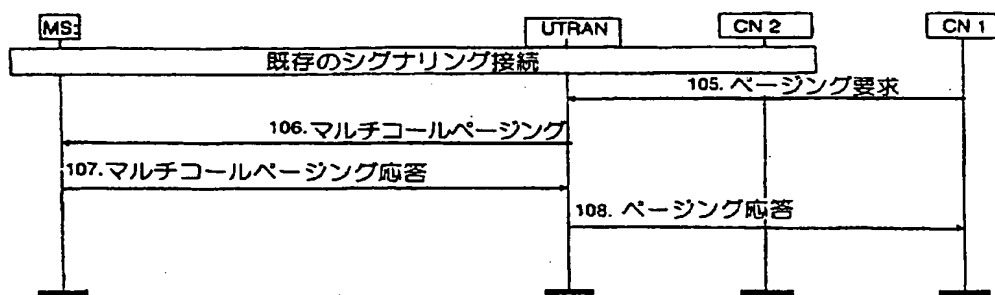 MS
UTRAN
CN 2
CN 1
既存のシグナリング接続
105. ページング要求
106.マルチコールページング
107.マルチコールページング応答
108. ページング応答